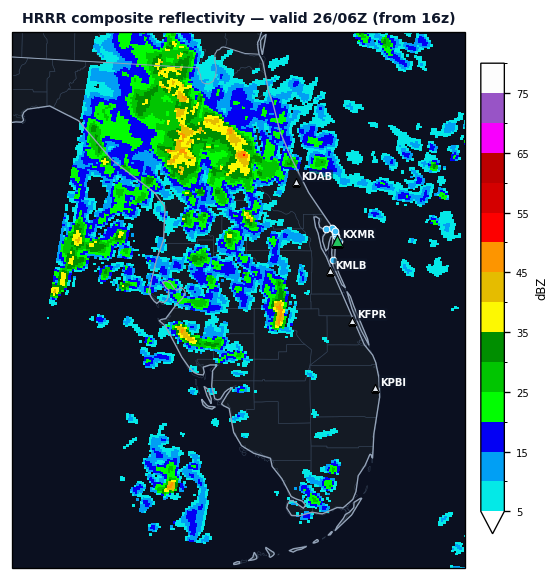 HRRR composite reflectivity — valid 26/06Z (from 16z)
KDAB
KXMR
KMLB
KFPR
KPBI
75
65
55
45
35
25
15
5
dBZ